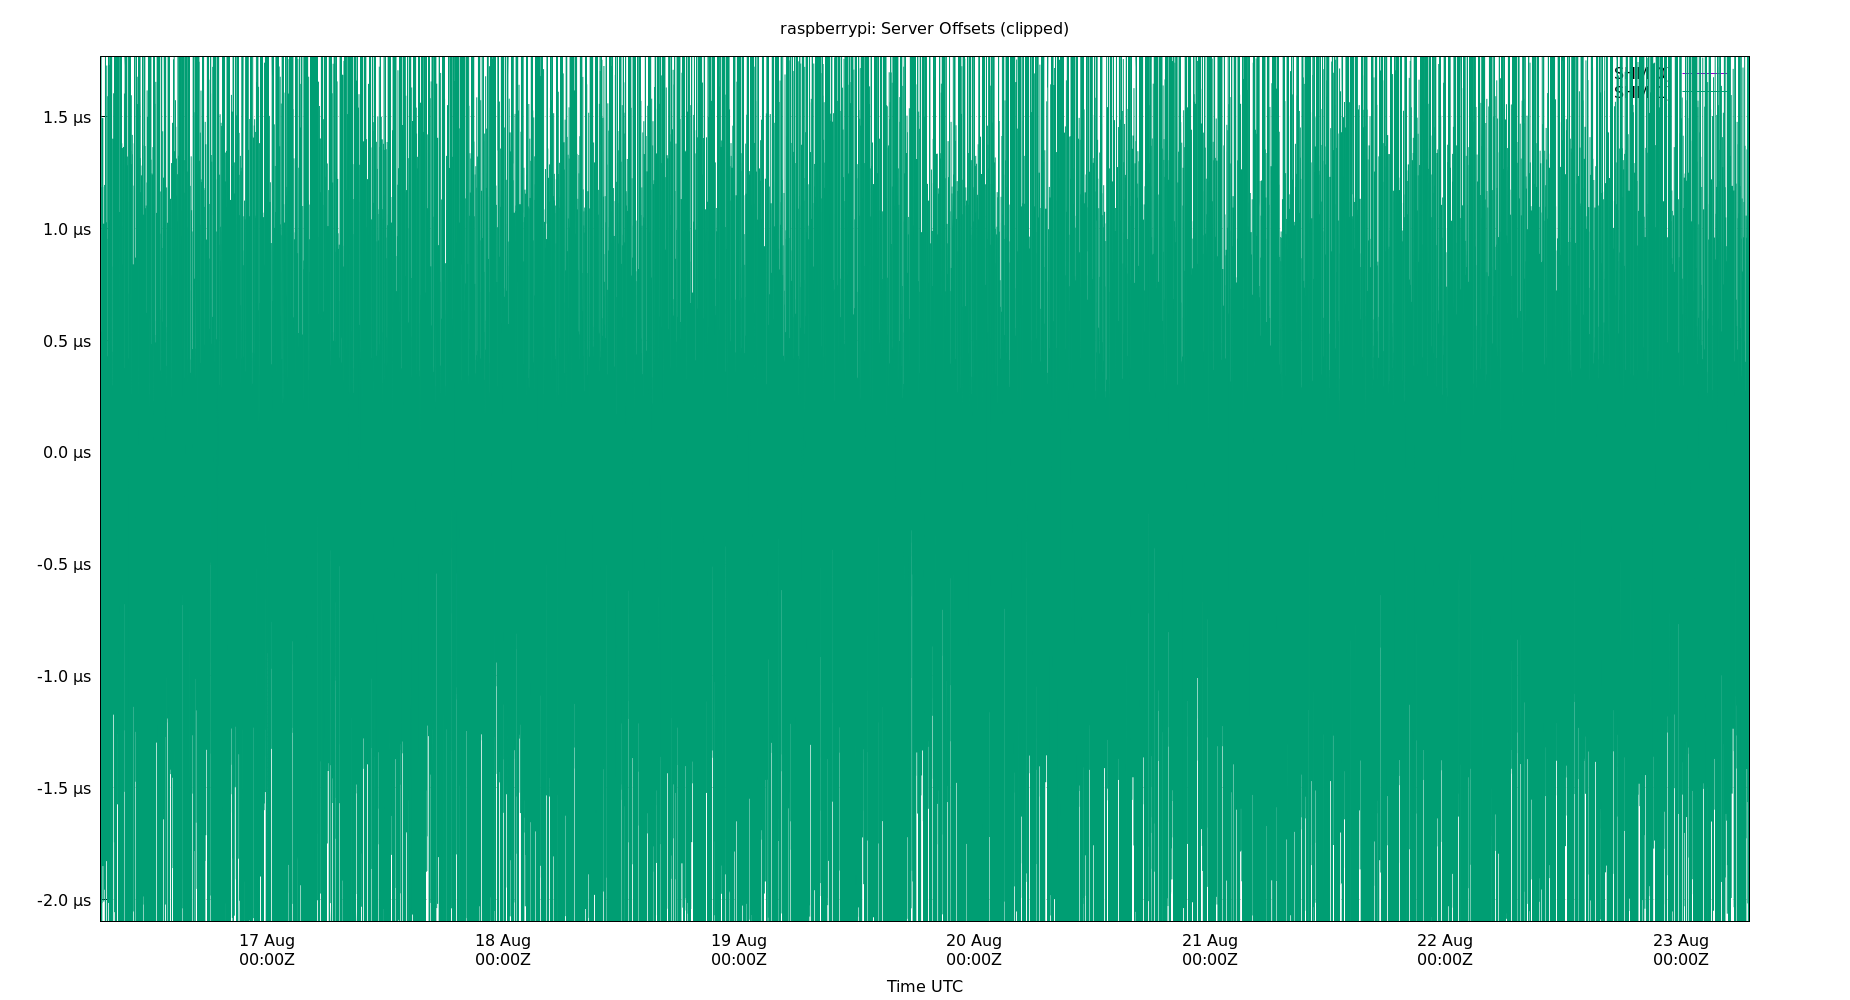 raspberrypi: Server Offsets (clipped)
1.5 µs
1.0 µs
0.5 µs
0.0 µs
-0.5 µs
-1.0 µs
-1.5 µs
-2.0 µs
17 Aug
00:00Z
18 Aug
00:00Z
19 Aug
00:00Z
20 Aug
00:00Z
21 Aug
00:00Z
22 Aug
00:00Z
23 Aug
00:00Z
Time UTC